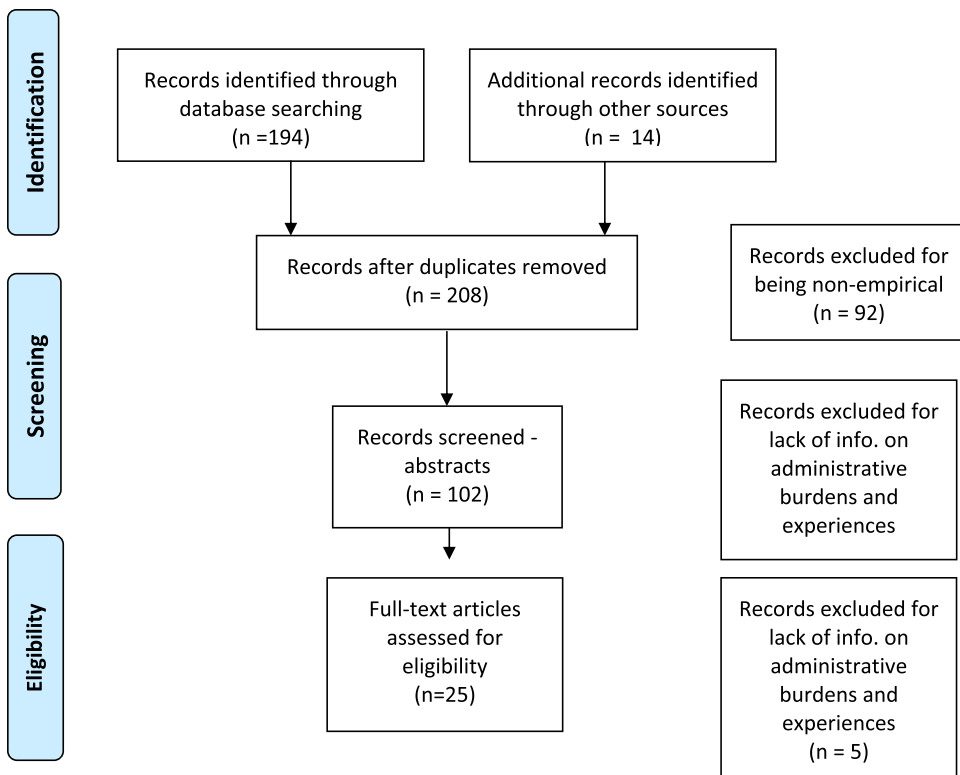 Identification
Records identified through
database searching
(n =194)
Additional records identified
through other sources
(n =  14)
Records after duplicates removed
(n = 208)
Records excluded for
being non-empirical
(n = 92)
Screening
Records screened -
abstracts
(n = 102)
Records excluded for
lack of info. on
administrative
burdens and
experiences
Eligibility
Full-text articles
assessed for
eligibility
(n=25)
Records excluded for
lack of info. on
administrative
burdens and
experiences
(n = 5)